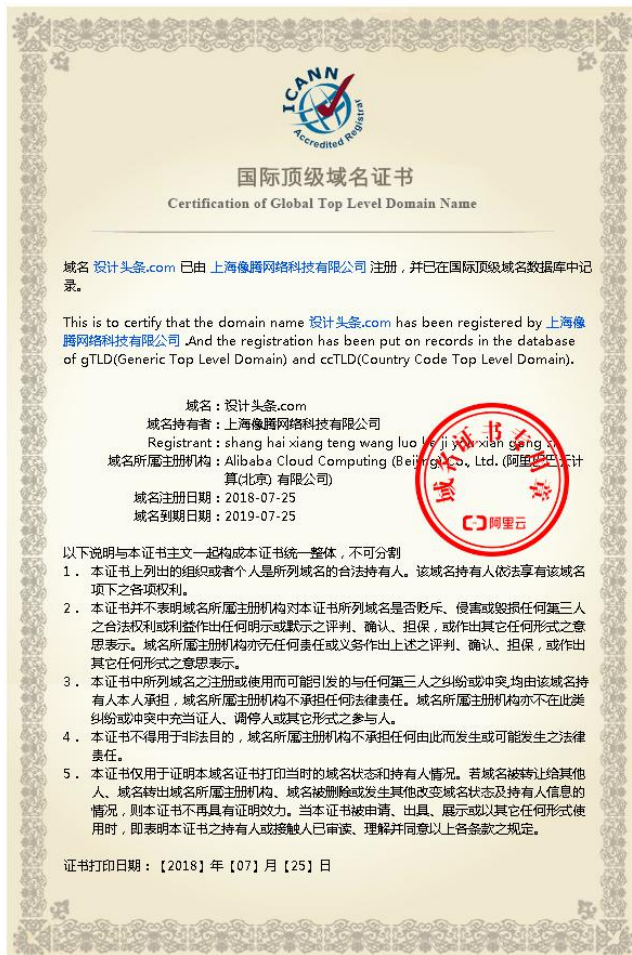 ICANN
Accredited Registrar
国际顶级域名证书
Certification of Global Top Level Domain Name
域名 设计头条.com 已由 上海像腾网络科技有限公司 注册，并已在国际顶级域名数据库中记
录。
This is to certify that the domain name 设计头条.com has been registered by 上海像
腾网络科技有限公司 .And the registration has been put on records in the database
of gTLD(Generic Top Level Domain) and ccTLD(Country Code Top Level Domain).
域名：设计头条.com
域名持有者：上海像腾网络科技有限公司
Registrant：shang hai xiang teng wang luo ke ji you xian gong si
域名所属注册机构：Alibaba Cloud Computing (Beijing) Co., Ltd. (阿里巴巴云计
算(北京) 有限公司)
域名注册日期：2018-07-25
域名到期日期：2019-07-25
域名证书专用章
阿里云
以下说明与本证书主文一起构成本证书统一整体，不可分割
1． 本证书上列出的组织或者个人是所列域名的合法持有人。该域名持有人依法享有该域名
项下之各项权利。
2． 本证书并不表明域名所属注册机构对本证书所列域名是否贬斥、侵害或毁损任何第三人
之合法权利或利益作出任何明示或默示之评判、确认、担保，或作出其它任何形式之意
思表示。域名所属注册机构亦无任何责任或义务作出上述之评判、确认、担保，或作出
其它任何形式之意思表示。
3． 本证书中所列域名之注册或使用而可能引发的与任何第三人之纠纷或冲突,均由该域名持
有人本人承担，域名所属注册机构不承担任何法律责任。域名所属注册机构亦不在此类
纠纷或冲突中充当证人、调停人或其它形式之参与人。
4． 本证书不得用于非法目的，域名所属注册机构不承担任何由此而发生或可能发生之法律
责任。
5． 本证书仅用于证明本域名证书打印当时的域名状态和持有人情况。若域名被转让给其他
人、域名转出域名所属注册机构、域名被删除或发生其他改变域名状态及持有人信息的
情况，则本证书不再具有证明效力。当本证书被申请、出具、展示或以其它任何形式使
用时，即表明本证书之持有人或接触人已审读、理解并同意以上各条款之规定。
证书打印日期：【2018】年【07】月【25】日